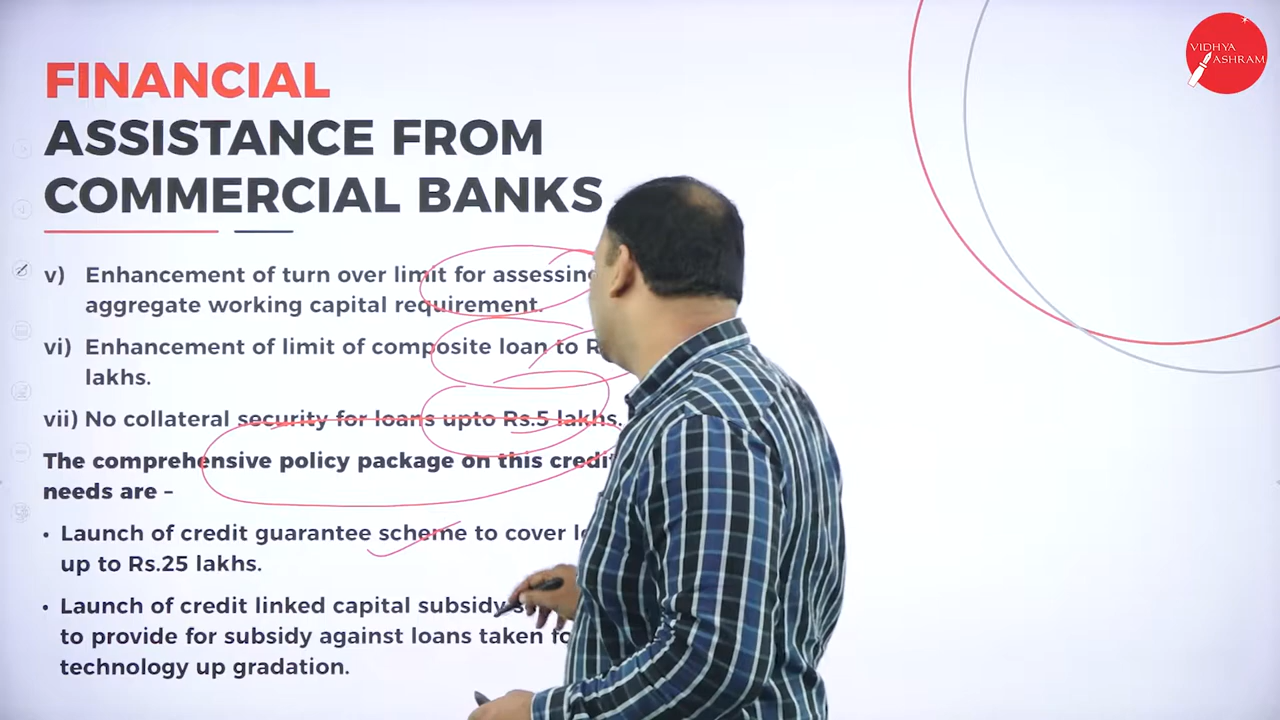 VIDHYA
ASHRAM
FINANCIAL
ASSISTANCE FROM
COMMERCIAL BANKS
v) Enhancement of turn over limit for assessing
aggregate working capital requirement.
vi) Enhancement of limit of composite loan to
lakhs.
vii) No collateral security for loans upto Rs.5 lakhs.
The comprehensive policy package on this credit
needs are –
• Launch of credit guarantee scheme to cover
up to Rs.25 lakhs.
• Launch of credit linked capital subsidy
to provide for subsidy against loans taken
technology up gradation.